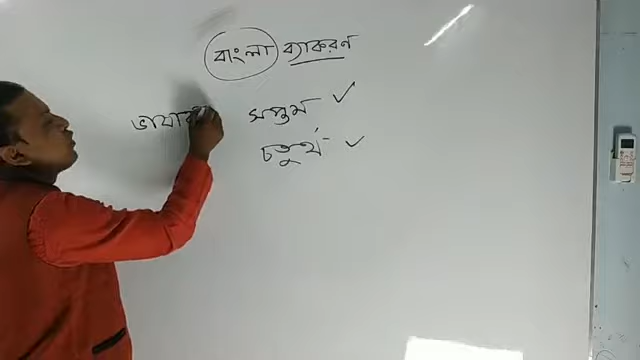 বাংলা ব্যাকরণ
ভাষার সপ্তম ✓
চতুর্থ ✓